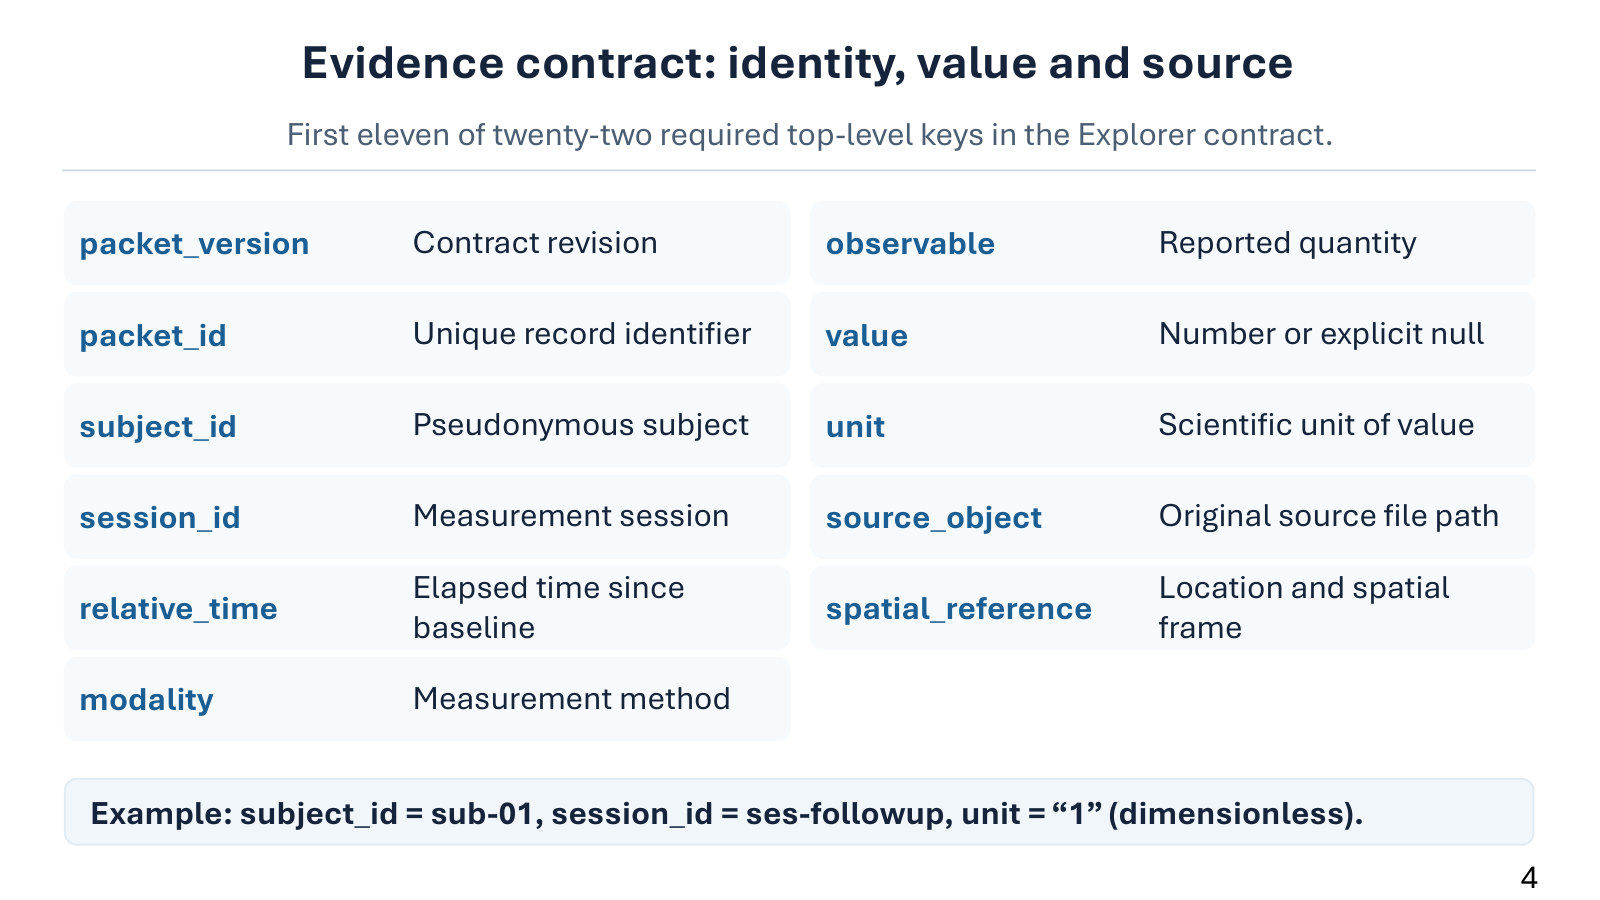 Evidence contract: identity, value and source
First eleven of twenty-two required top-level keys in the Explorer contract.
packet_version Contract revision
packet_id Unique record identifier
subject_id Pseudonymous subject
session_id Measurement session
relative_time Elapsed time since
baseline
modality Measurement method
observable Reported quantity
value Number or explicit null
unit Scientific unit of value
source_object Original source file path
spatial_reference Location and spatial
frame
Example: subject_id = sub-01, session_id = ses-followup, unit = “1” (dimensionless).
4